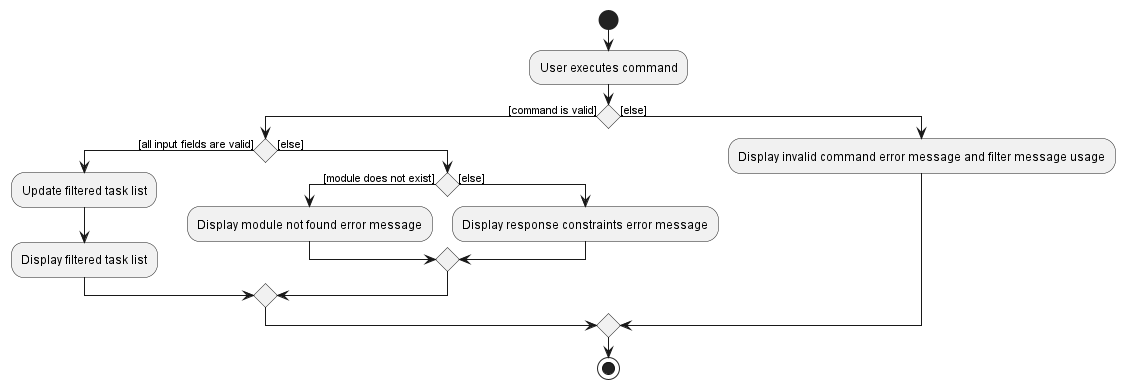 User executes command
[command is valid]
[else]
[all input fields are valid]
[else]
Display invalid command error message and filter message usage
[module does not exist]
[else]
Update filtered task list
Display module not found error message
Display response constraints error message
Display filtered task list